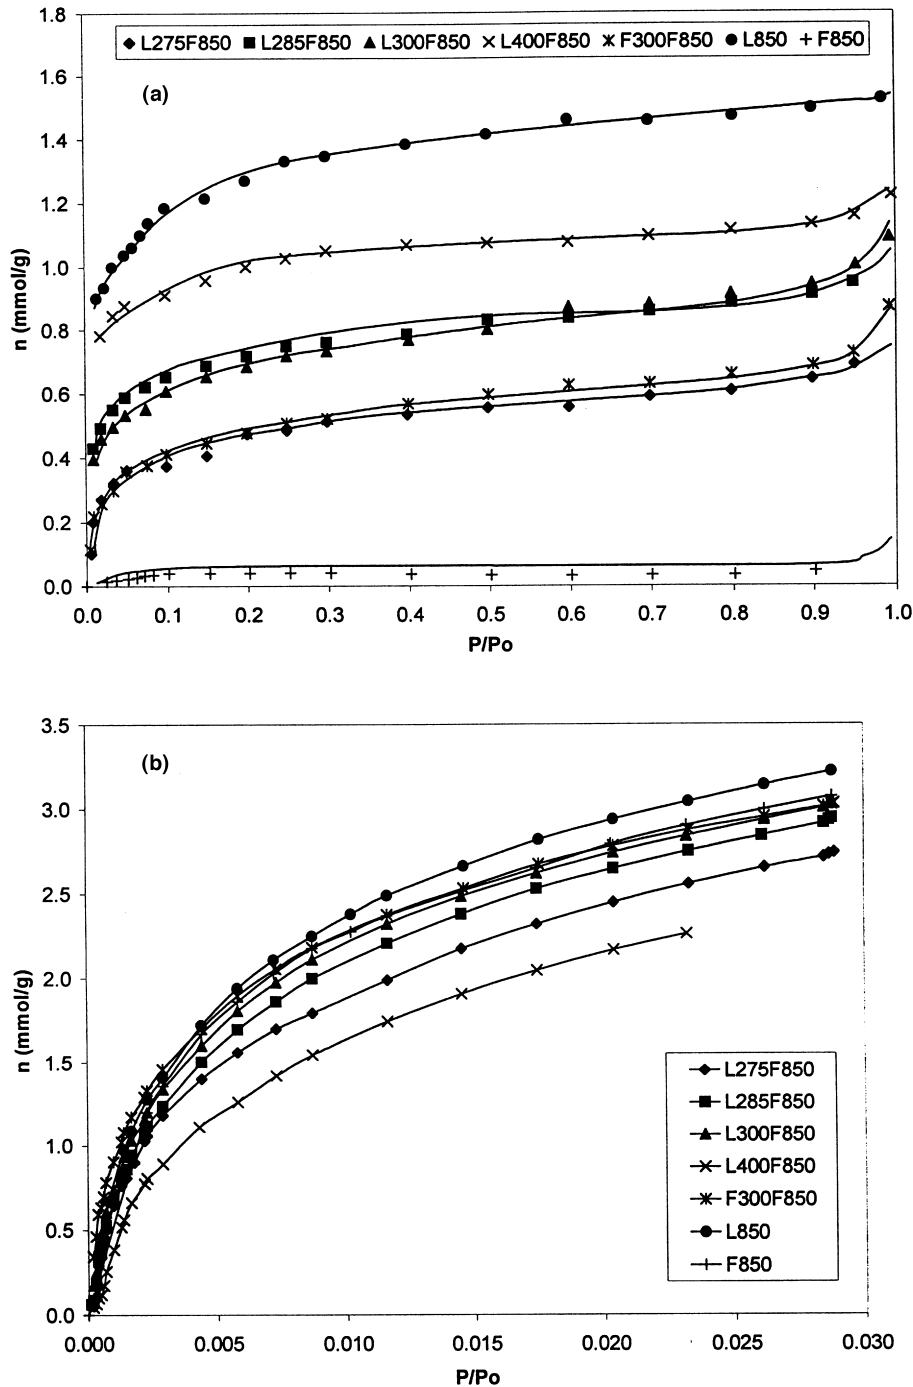 1.8
L275F850 L285F850 L300F850 L400F850 F300F850 L850 F850
1.6
(a)
1.4
1.2
1.0
n (mmol/g)
0.8
0.6
0.4
0.2
0.0
0.0 0.1 0.2 0.3 0.4 0.5 0.6 0.7 0.8 0.9 1.0
P/Po
3.5
(b)
3.0
2.5
2.0
n (mmol/g)
1.5
1.0
0.5
0.0
L275F850
L285F850
L300F850
L400F850
F300F850
L850
F850
0.000 0.005 0.010 0.015 0.020 0.025 0.030
P/Po